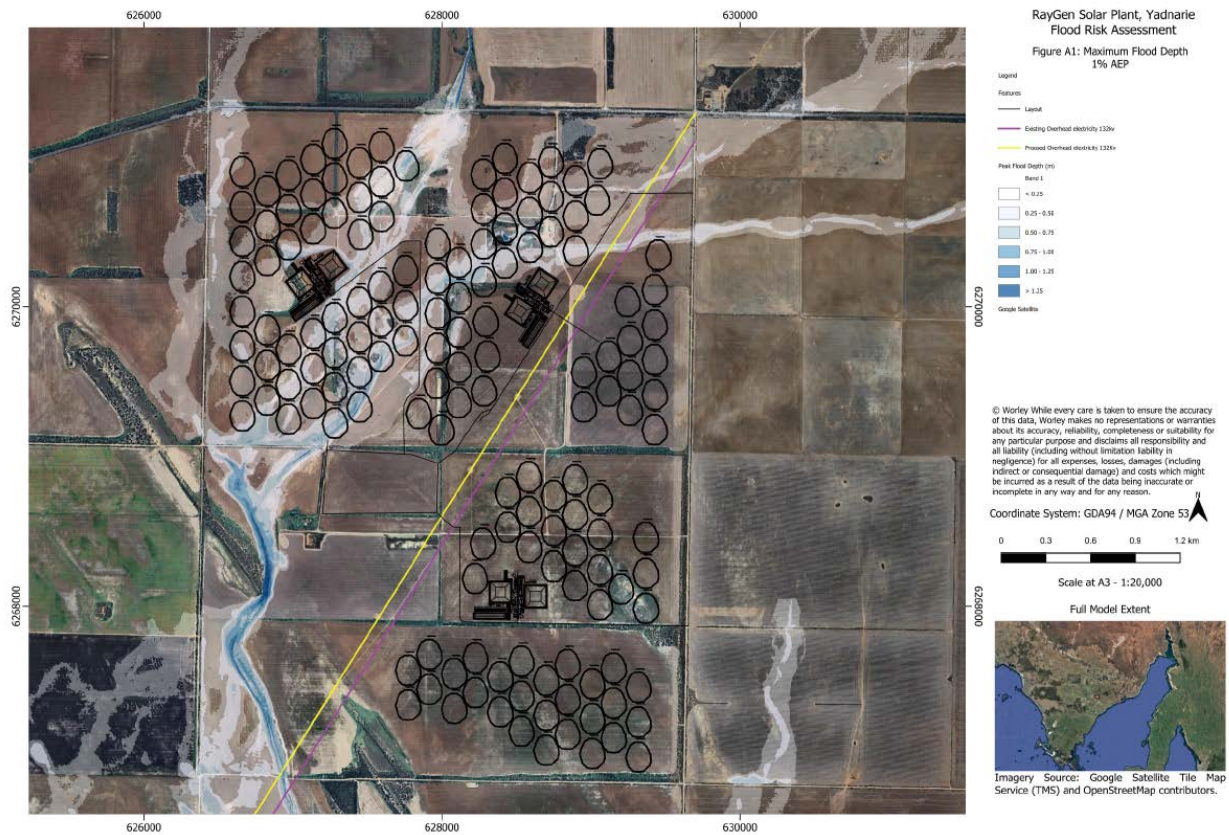 626000
628000
630000
6270000
6268000
6270000
6268000
626000
628000
630000
RayGen Solar Plant, Yadnarie
Flood Risk Assessment
Figure A1: Maximum Flood Depth
1% AEP
Legend
Features
Layout
Existing Overhead electricity 132kv
Prossed Overhead electricity 132Kv
Peak Flood Depth (m)
Band 1
< 0.25
0.25 - 0.50
0.50 - 0.75
0.75 - 1.00
1.00 - 1.25
> 1.25
Google Satellite
© Worley While every care is taken to ensure the accuracy
of this data, Worley makes no representations or warranties
about its accuracy, reliability, completeness or suitability for
any particular purpose and disclaims all responsibility and
all liability (including without limitation liability in
negligence) for all expenses, losses, damages (including
indirect or consequential damage) and costs which might
be incurred as a result of the data being inaccurate or
incomplete in any way and for any reason.
N
Coordinate System: GDA94 / MGA Zone 53
0 0.3 0.6 0.9 1.2 km
Scale at A3 - 1:20,000
Full Model Extent
Imagery Source: Google Satellite Tile Map
Service (TMS) and OpenStreetMap contributors.